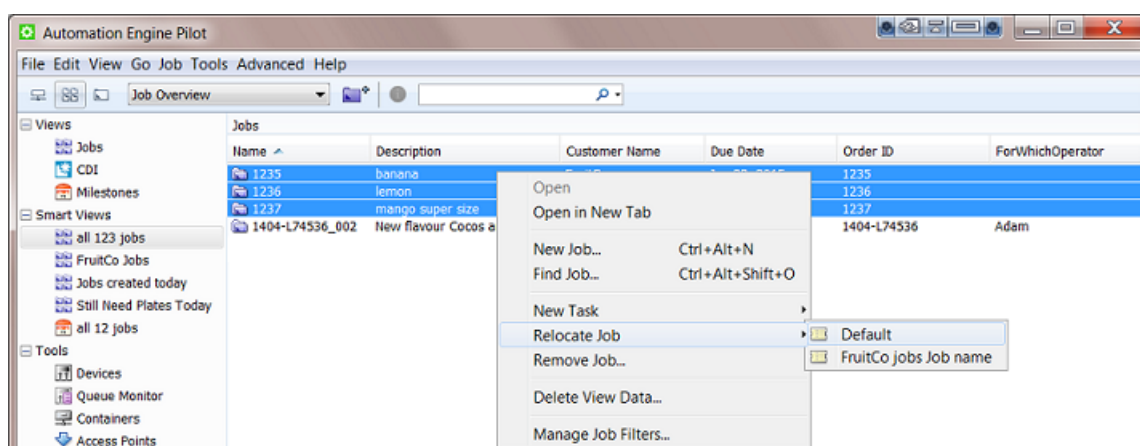 Automation Engine Pilot
File Edit View Go Job Tools Advanced Help
Job Overview
Views
Jobs
CDI
Milestones
Smart Views
all 123 jobs
FruitCo Jobs
Jobs created today
Still Need Plates Today
all 12 jobs
Tools
Devices
Queue Monitor
Containers
Access Points
Jobs
Name Description Customer Name Due Date Order ID ForWhichOperator
1235 banana 1235
1236 lemon 1236
1237 mango super size 1237
1404-L74536_002 New flavour Cocos a 1404-L74536 Adam
Open
Open in New Tab
New Job... Ctrl+Alt+N
Find Job... Ctrl+Alt+Shift+O
New Task
Relocate Job
Remove Job...
Delete View Data...
Manage Job Filters...
Default
FruitCo jobs Job name